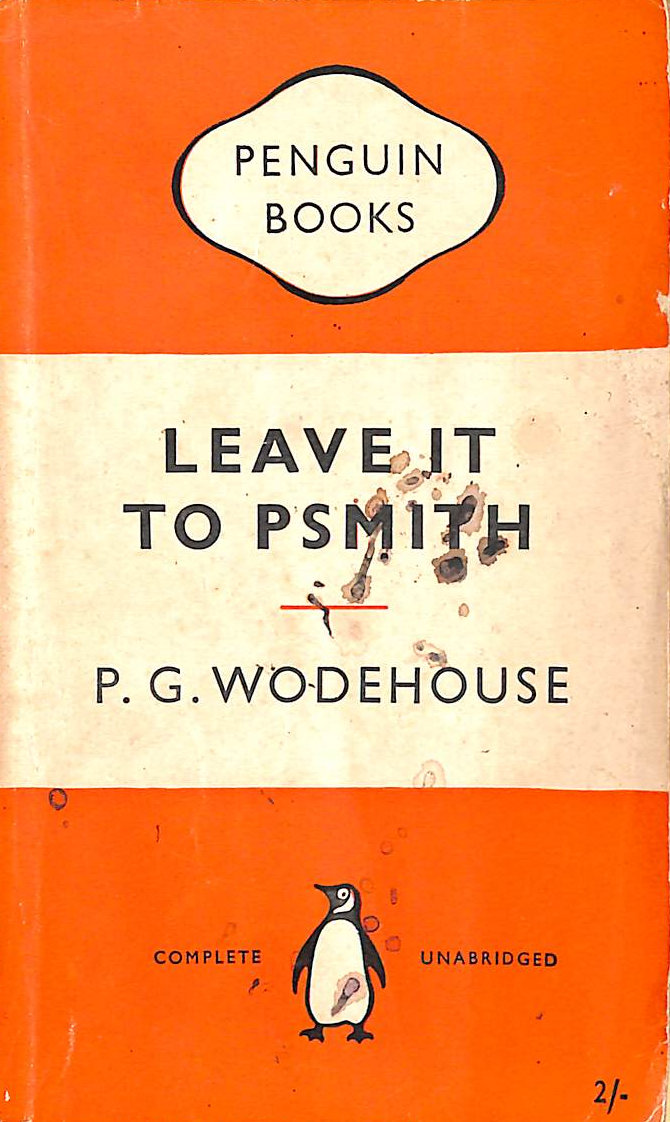 PENGUIN
BOOKS
LEAVE IT
TO PSMITH
P. G. WODEHOUSE
COMPLETE UNABRIDGED
2/-